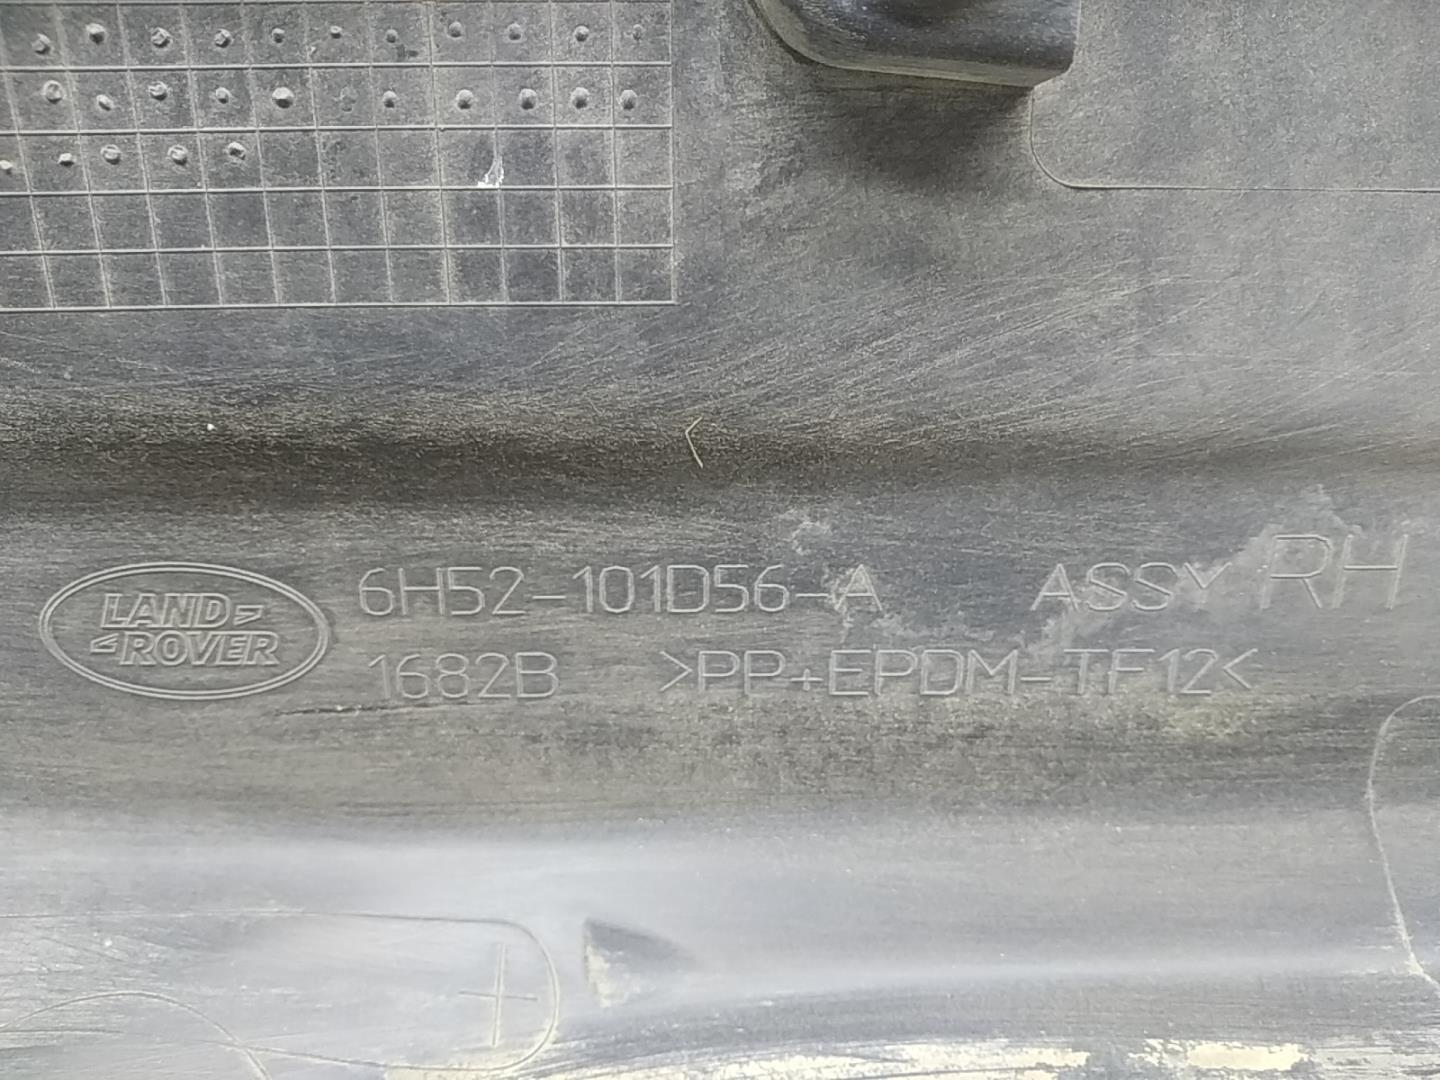 LAND
ROVER
6H52-101D56-A ASSY RH
1682B >PP+EPDM-TF12<